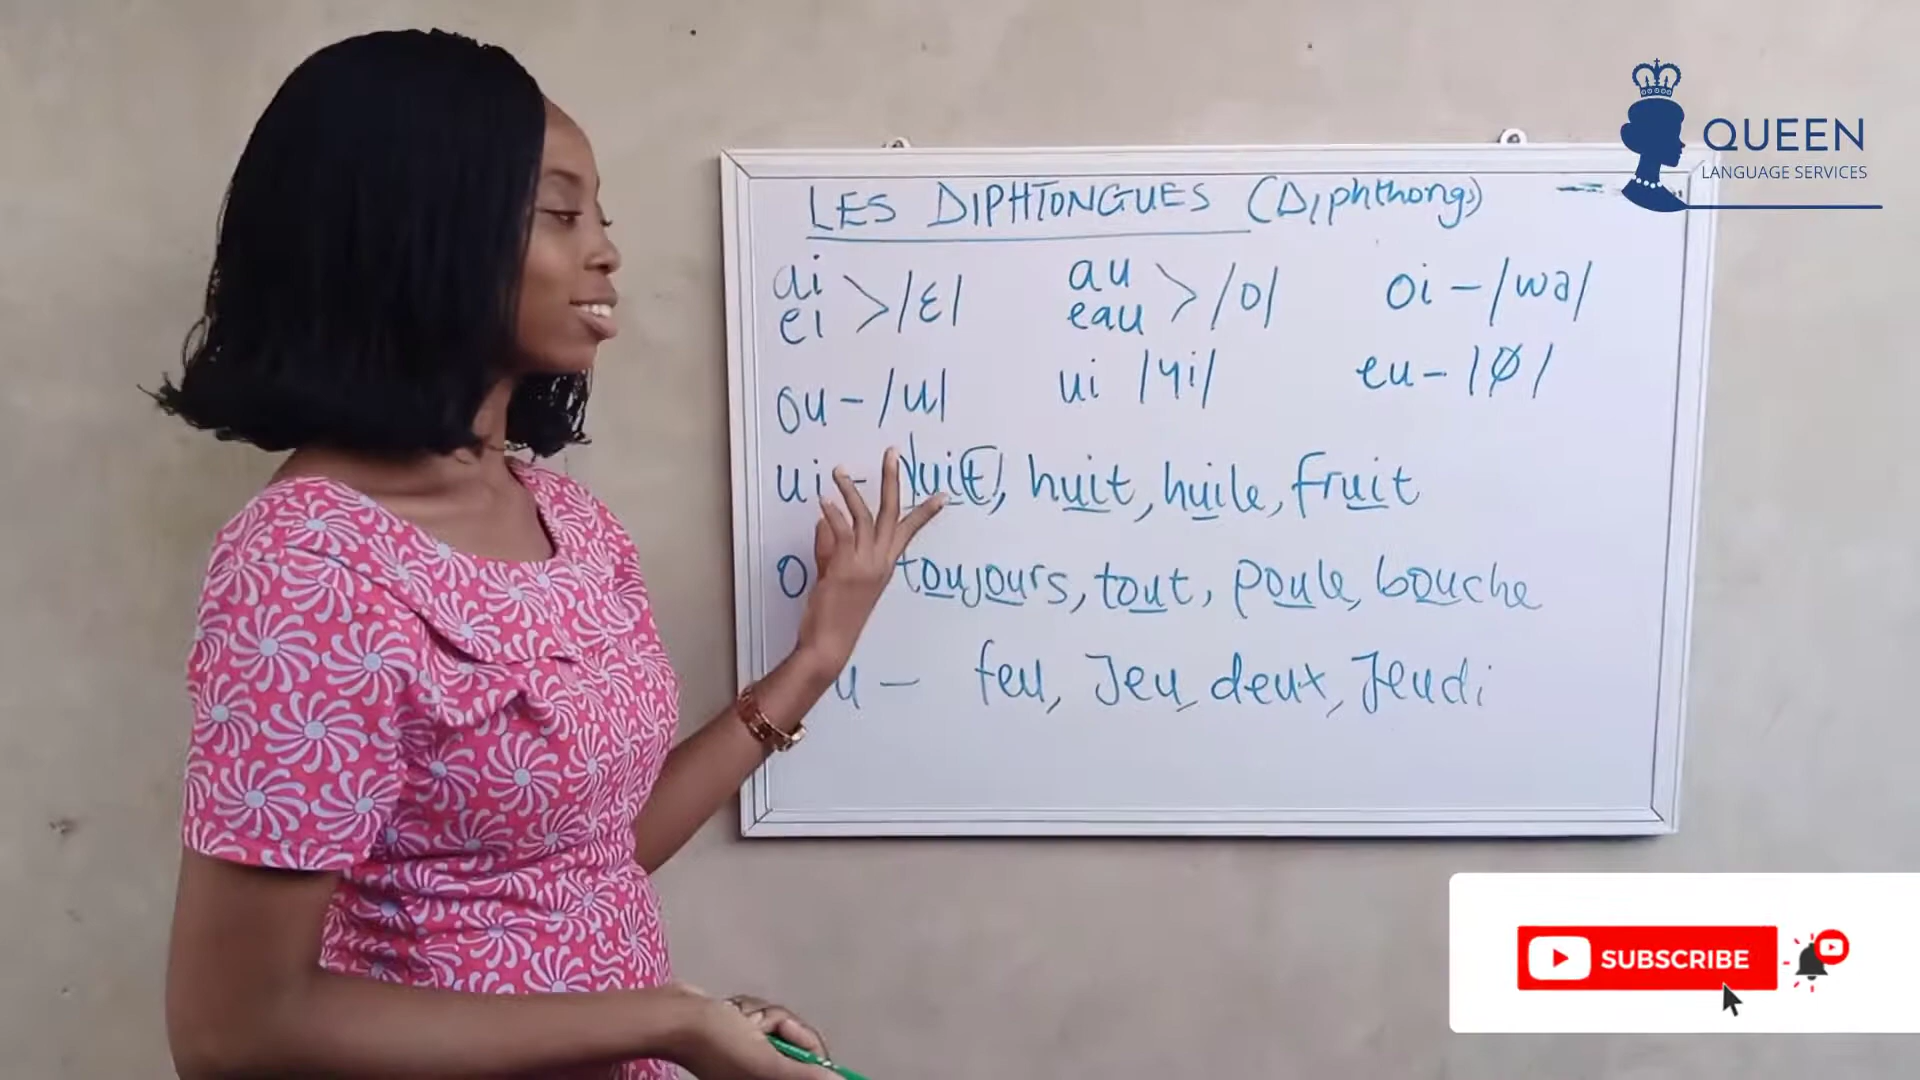 QUEEN
LANGUAGE SERVICES
LES DIPHTONGUES (Diphthongs)
ai
ei >/ɛ/
au
eau >/o/
oi - /wa/
ou - /u/
ui /ɥi/
eu - /ø/
ui - Nuit, huit, huile, fruit
toujours, tout, poule, bouche
feu, Jeu, deux, Jeudi
SUBSCRIBE